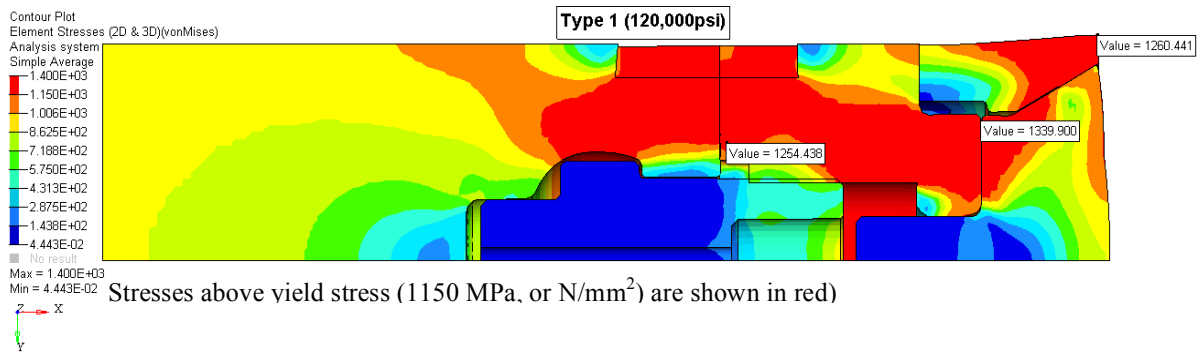 Contour Plot
Element Stresses (2D & 3D)(vonMises)
Analysis system
Simple Average
1.400E+03
1.150E+03
1.006E+03
8.625E+02
7.188E+02
5.750E+02
4.313E+02
2.875E+02
1.438E+02
4.443E-02
No result
Max = 1.400E+03
Min = 4.443E-02
Type 1 (120,000psi)
Value = 1260.441
Value = 1339.900
Value = 1254.438
Stresses above yield stress (1150 MPa, or N/mm²) are shown in red)
Z X
Y